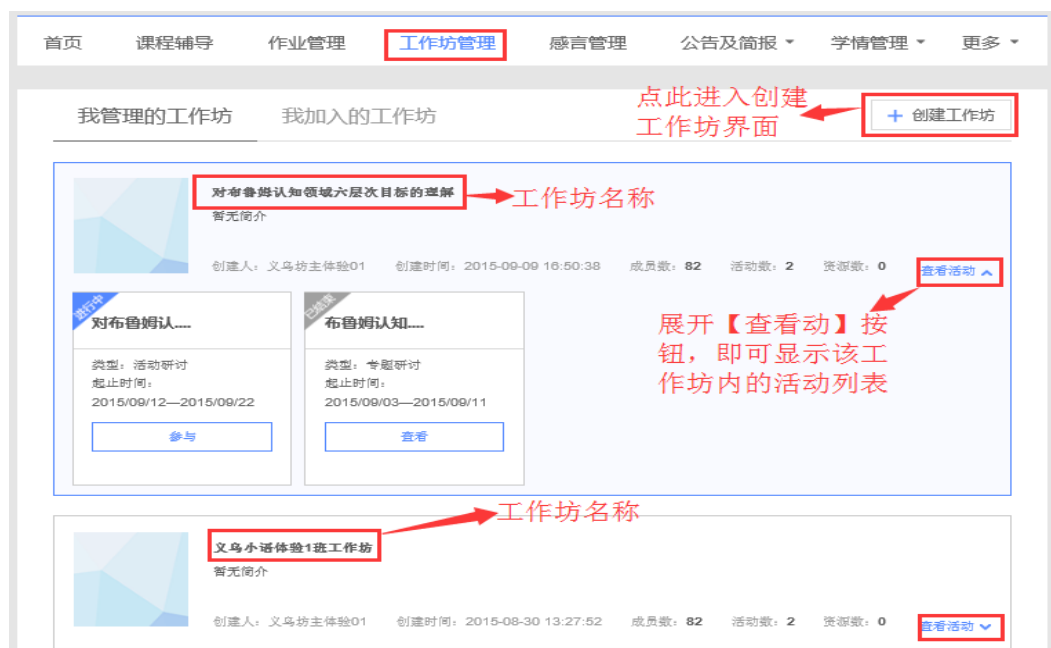 首页 课程辅导 作业管理 工作坊管理 感言管理 公告及简报 学情管理 更多
我管理的工作坊 我加入的工作坊
点此进入创建
工作坊界面
+ 创建工作坊
对布鲁姆认知领域六层次目标的理解
工作坊名称
暂无简介
创建人：义乌坊主体验01 创建时间：2015-09-09 16:50:38 成员数：82 活动数：2 资源数：0 查看活动
进行中
对布鲁姆认....
类型：活动研讨
起止时间：
2015/09/12—2015/09/22
参与
已结束
布鲁姆认知....
类型：专题研讨
起止时间：
2015/09/03—2015/09/11
查看
展开【查看动】按
钮，即可显示该工
作坊内的活动列表
工作坊名称
义乌小语体验1班工作坊
暂无简介
创建人：义乌坊主体验01 创建时间：2015-08-30 13:27:52 成员数：82 活动数：2 资源数：0 查看活动